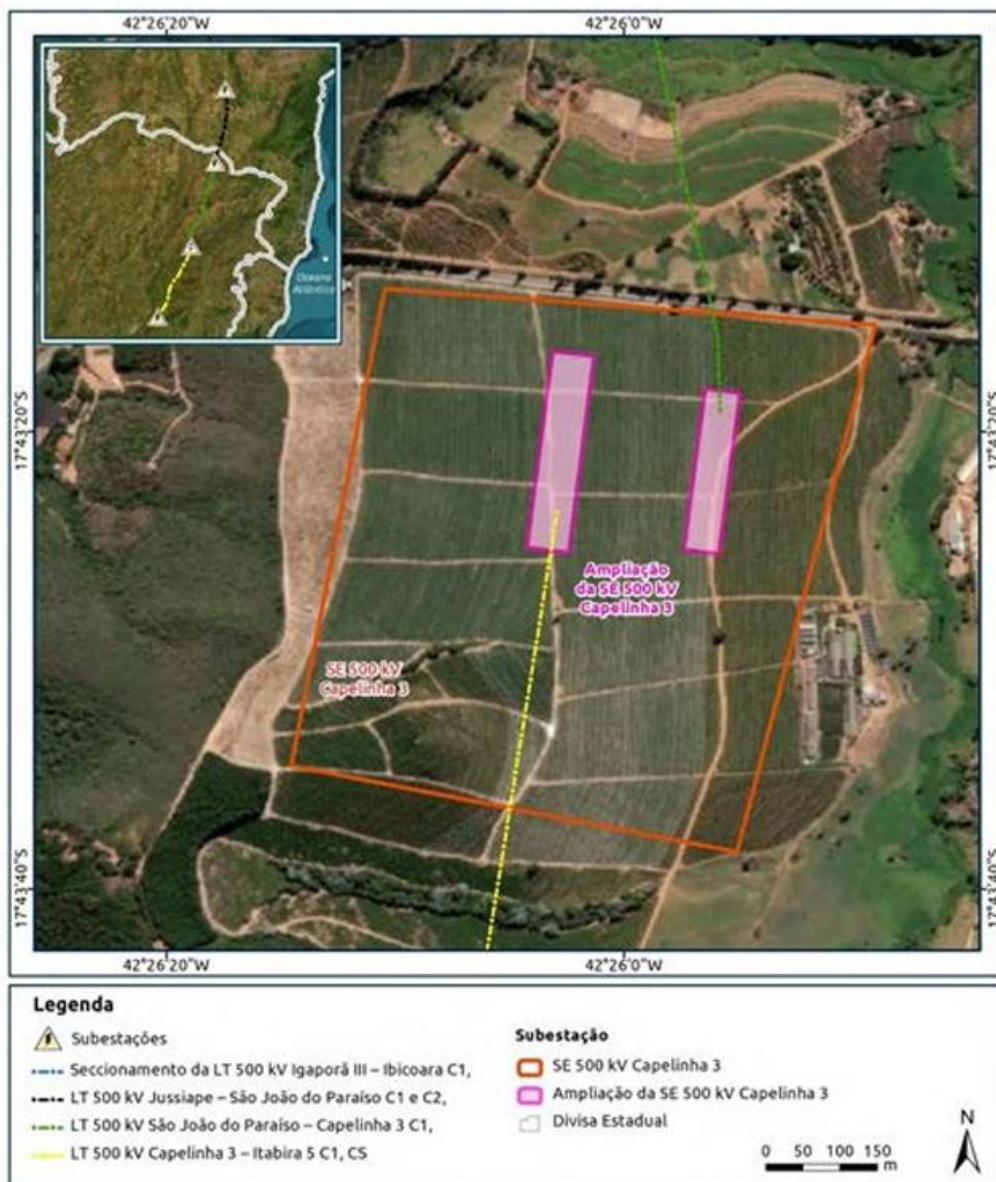 42°26'20"W
42°26'0"W
Oceano
Atlântico
17°43'20"S
17°43'20"S
Ampliação
da SE 500 kV
Capelinha 3
SE 500 kV
Capelinha 3
17°43'40"S
17°43'40"S
42°26'20"W
42°26'0"W
Legenda
Subestações
Seccionamento da LT 500 kV Igaporã III – Ibicoara C1,
LT 500 kV Jussiape – São João do Paraíso C1 e C2,
LT 500 kV São João do Paraíso – Capelinha 3 C1,
LT 500 kV Capelinha 3 – Itabira 5 C1, CS
Subestação
SE 500 kV Capelinha 3
Ampliação da SE 500 kV Capelinha 3
Divisa Estadual
0 50 100 150
m
N